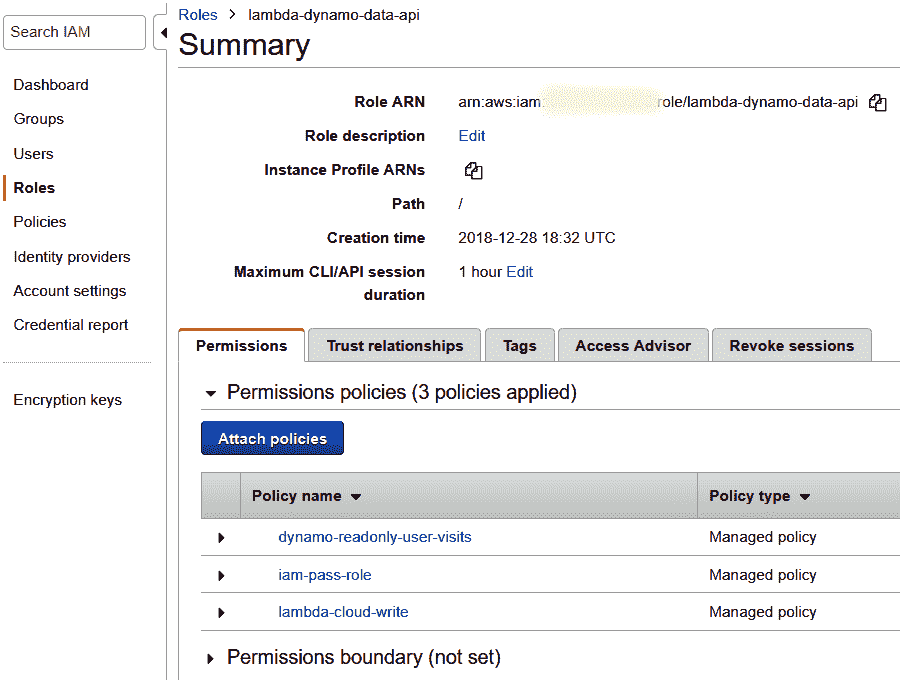 Roles > lambda-dynamo-data-api
Search IAM
Summary
Dashboard
Groups
Users
Roles
Policies
Identity providers
Account settings
Credential report
Encryption keys
Role ARN arn:aws:iam: role/lambda-dynamo-data-api
Role description Edit
Instance Profile ARNs
Path /
Creation time 2018-12-28 18:32 UTC
Maximum CLI/API session 1 hour Edit
duration
Permissions Trust relationships Tags Access Advisor Revoke sessions
Permissions policies (3 policies applied)
Attach policies
Policy name Policy type
dynamo-readonly-user-visits Managed policy
iam-pass-role Managed policy
lambda-cloud-write Managed policy
Permissions boundary (not set)